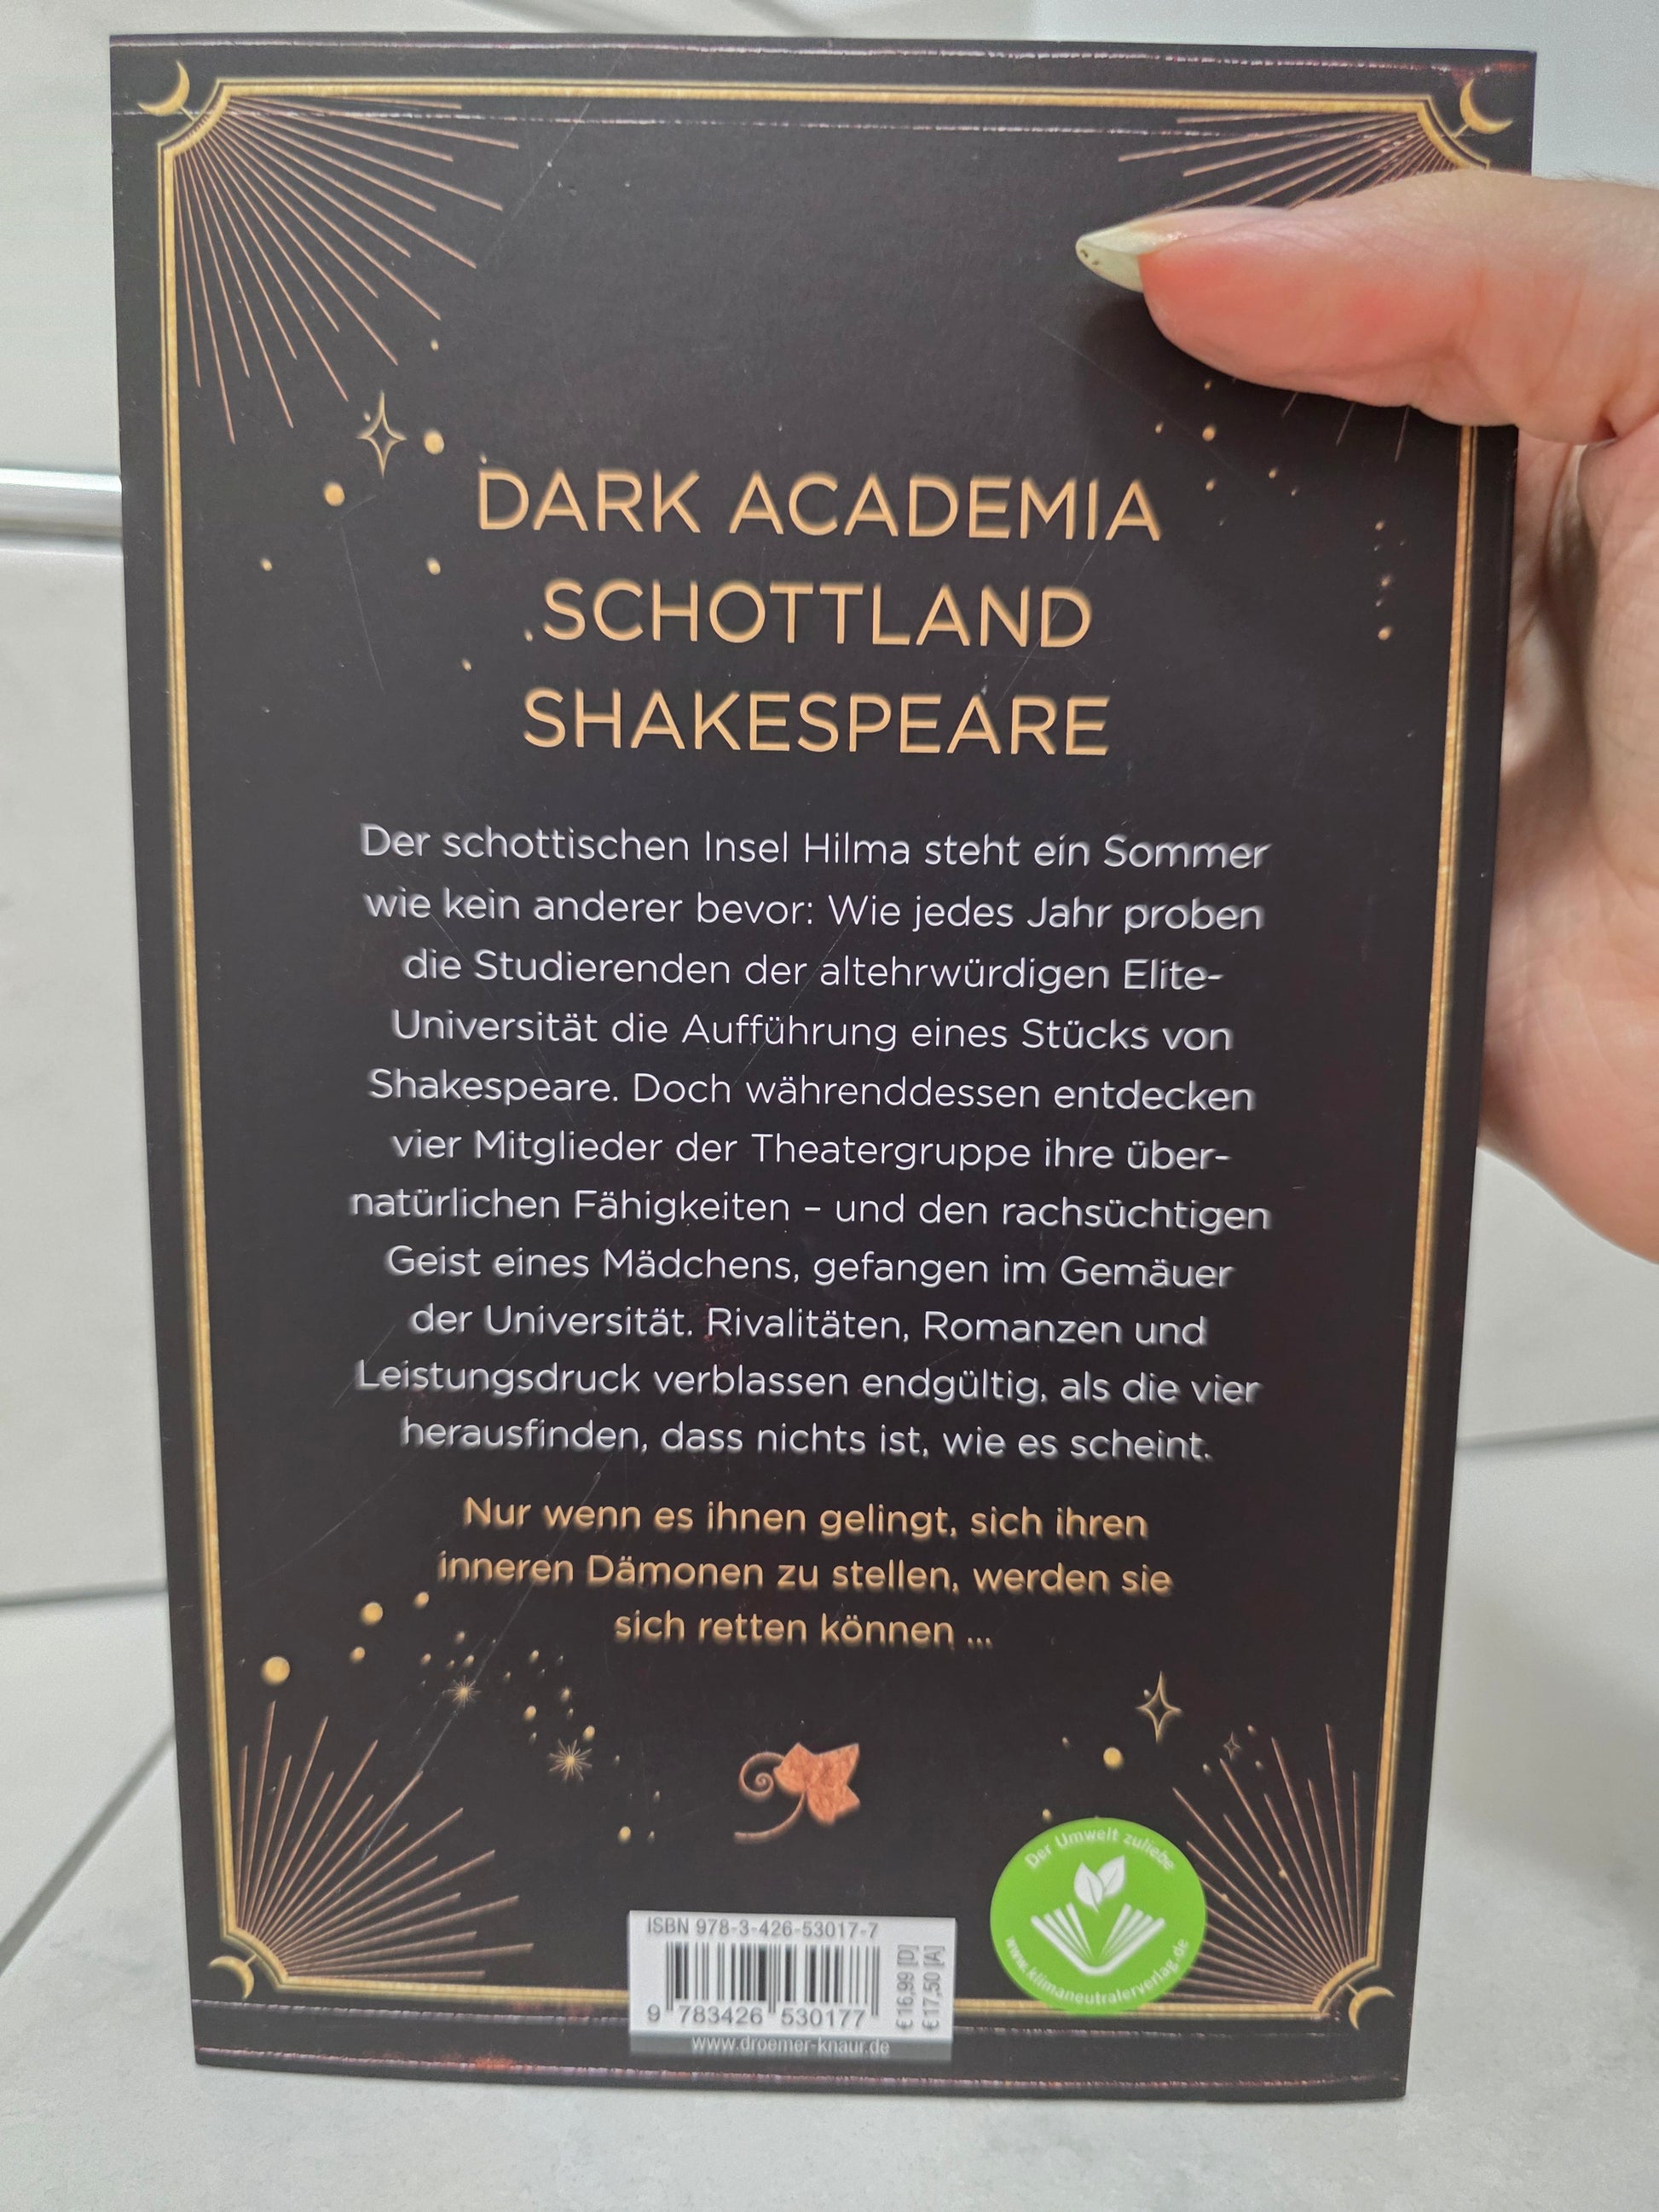 DARK ACADEMIA
SCHOTTLAND
SHAKESPEARE
Der schottischen Insel Hilma steht ein Sommer
wie kein anderer bevor: Wie jedes Jahr proben
die Studierenden der altehrwürdigen Elite-
Universität die Aufführung eines Stücks von
Shakespeare. Doch währenddessen entdecken
vier Mitglieder der Theatergruppe ihre über-
natürlichen Fähigkeiten – und den rachsüchtigen
Geist eines Mädchens, gefangen im Gemäuer
der Universität. Rivalitäten, Romanzen und
Leistungsdruck verblassen endgültig, als die vier
herausfinden, dass nichts ist, wie es scheint.
Nur wenn es ihnen gelingt, sich ihren
inneren Dämonen zu stellen, werden sie
sich retten können ...
Der Umwelt zuliebe
www.klimaneutralerverlag.de
ISBN 978-3-426-53017-7
9 783426 530177
€ 16,99 [D]
€ 17,50 [A]
www.droemer-knaur.de